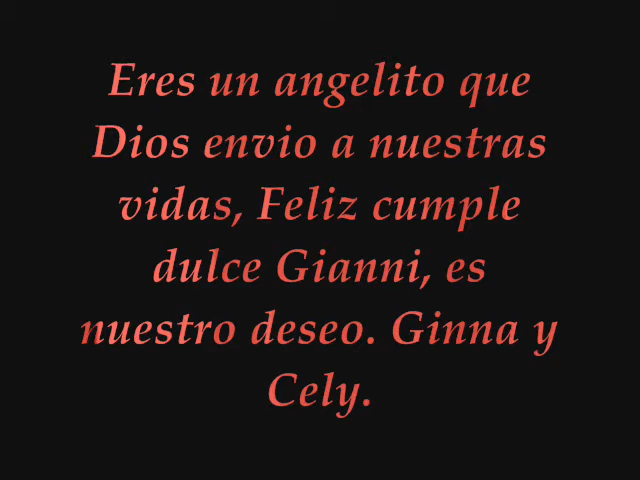 Eres un angelito que
Dios envio a nuestras
vidas, Feliz cumple
dulce Gianni, es
nuestro deseo. Ginna y
Cely.